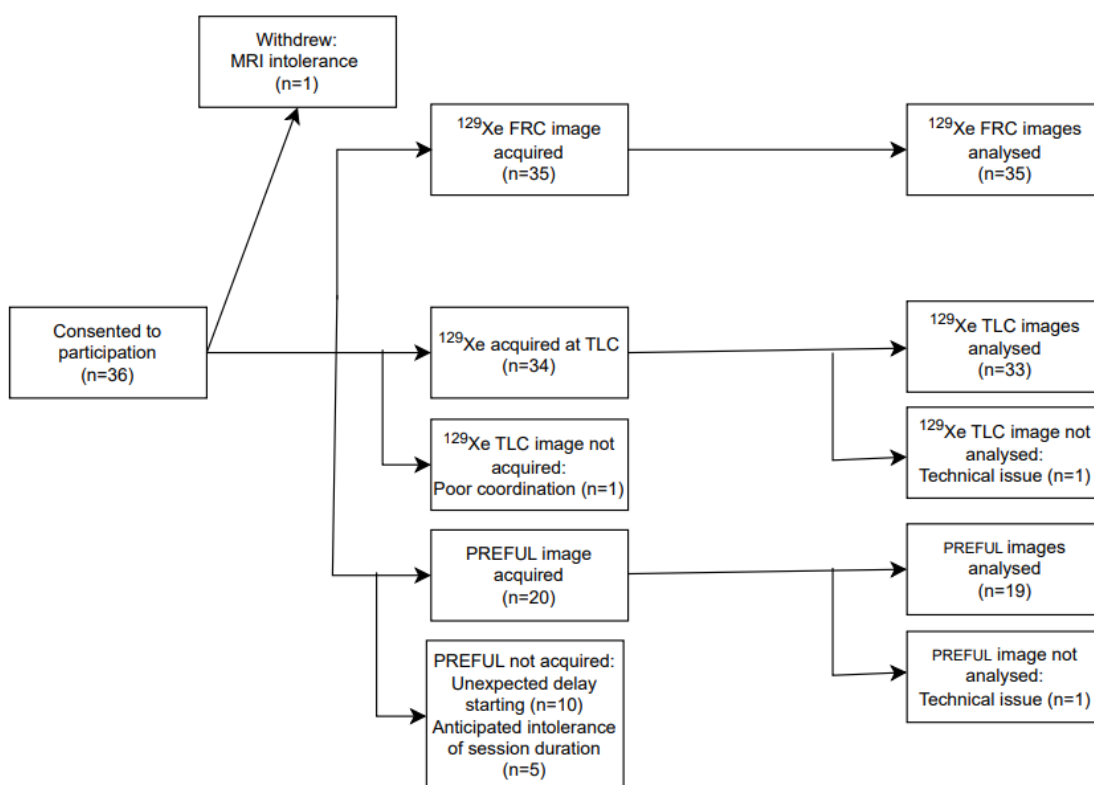 Withdrew:
MRI intolerance
(n=1)
¹²⁹Xe FRC image
acquired
(n=35)
¹²⁹Xe FRC images
analysed
(n=35)
Consented to
participation
(n=36)
¹²⁹Xe acquired at TLC
(n=34)
¹²⁹Xe TLC images
analysed
(n=33)
¹²⁹Xe TLC image not
acquired:
Poor coordination (n=1)
¹²⁹Xe TLC image not
analysed:
Technical issue (n=1)
PREFUL image
acquired
(n=20)
PREFUL images
analysed
(n=19)
PREFUL not acquired:
Unexpected delay
starting (n=10)
Anticipated intolerance
of session duration
(n=5)
PREFUL image not
analysed:
Technical issue (n=1)